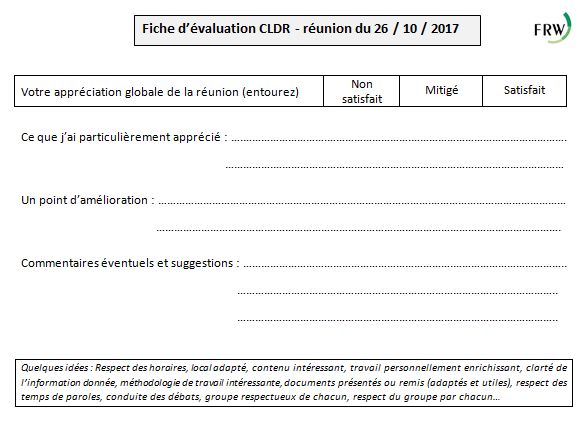 Fiche d'évaluation CLDR - réunion du 26 / 10 / 2017
FRW
Votre appréciation globale de la réunion (entourez)
Non
satisfait
Mitigé
Satisfait
Ce que j'ai particulièrement apprécié : ................................................................................
................................................................................
Un point d'amélioration : ................................................................................
................................................................................
Commentaires éventuels et suggestions : ................................................................................
................................................................................
................................................................................
Quelques idées : Respect des horaires, local adapté, contenu intéressant, travail personnellement enrichissant, clarté de
l'information donnée, méthodologie de travail intéressante, documents présentés ou remis (adaptés et utiles), respect des
temps de paroles, conduite des débats, groupe respectueux de chacun, respect du groupe par chacun...